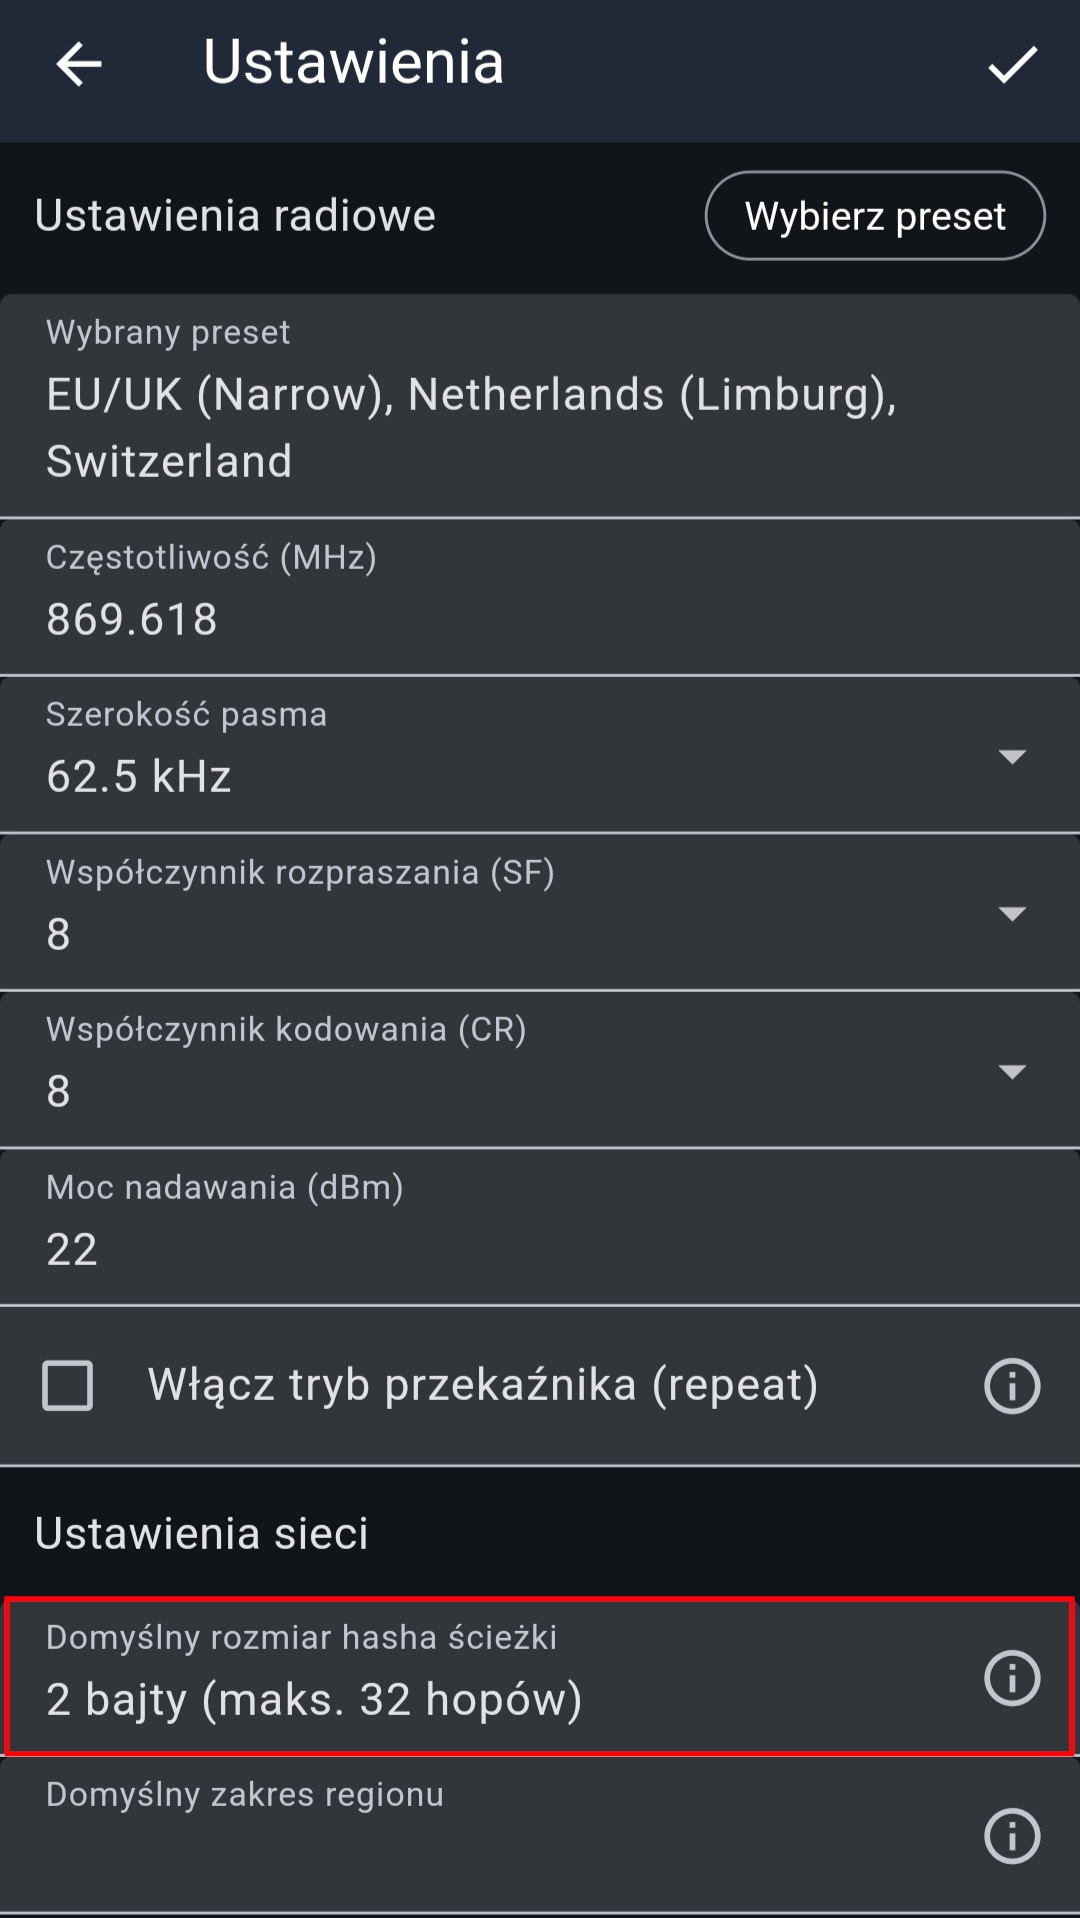 Ustawienia
Ustawienia radiowe
Wybierz preset
Wybrany preset
EU/UK (Narrow), Netherlands (Limburg),
Switzerland
Częstotliwość (MHz)
869.618
Szerokość pasma
62.5 kHz
Współczynnik rozpraszania (SF)
8
Współczynnik kodowania (CR)
8
Moc nadawania (dBm)
22
Włącz tryb przekaźnika (repeat)
Ustawienia sieci
Domyślny rozmiar hasha ścieżki
2 bajty (maks. 32 hopów)
Domyślny zakres regionu